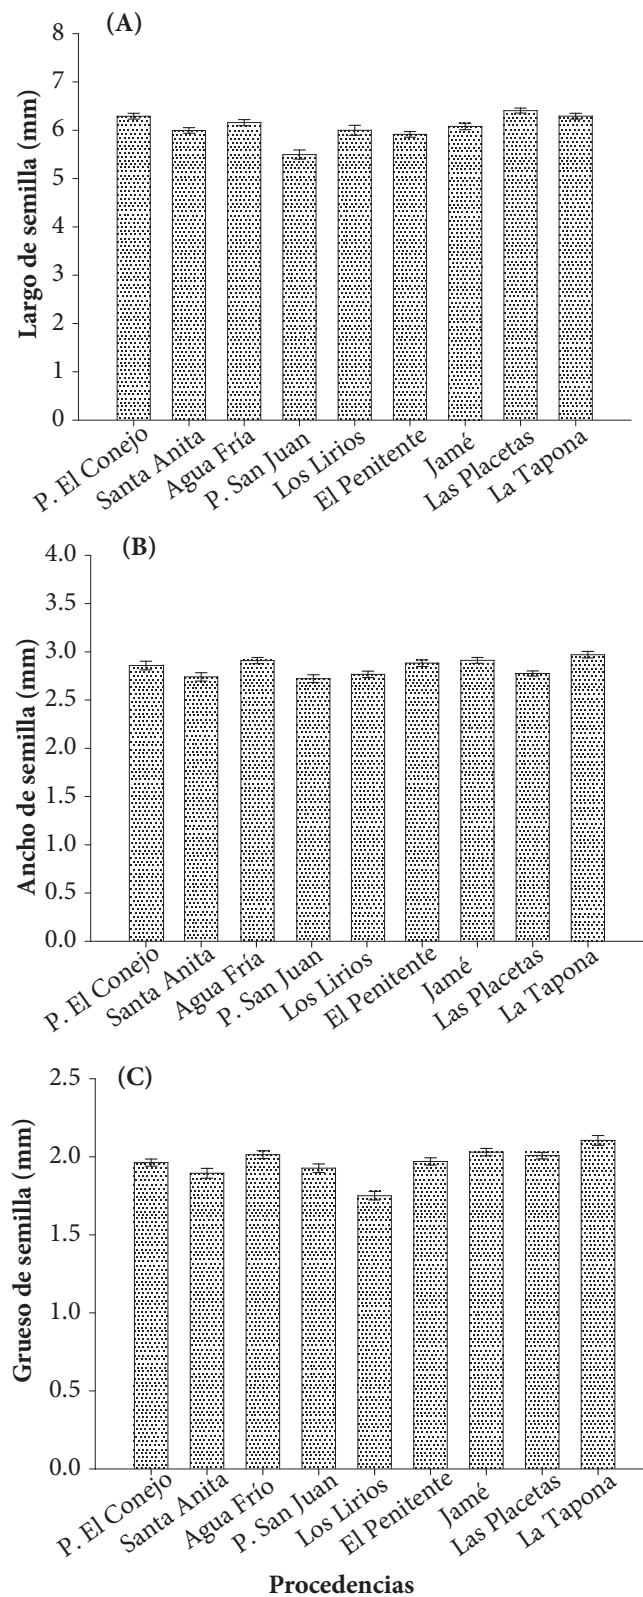 (A)
Largo de semilla (mm)
8
7
6
5
4
3
2
1
0
P. El Conejo
Santa Anita
Agua Fría
P. San Juan
Los Lirios
El Penitente
Jamé
Las Placetas
La Tapona
(B)
Ancho de semilla (mm)
4.0
3.5
3.0
2.5
2.0
1.5
1.0
0.5
0.0
P. El Conejo
Santa Anita
Agua Fría
P. San Juan
Los Lirios
El Penitente
Jamé
Las Placetas
La Tapona
(C)
Grueso de semilla (mm)
2.5
2.0
1.5
1.0
0.5
0.0
P. El Conejo
Santa Anita
Agua Frío
P. San Juan
Los Lirios
El Penitente
Jamé
Las Placetas
La Tapona
Procedencias